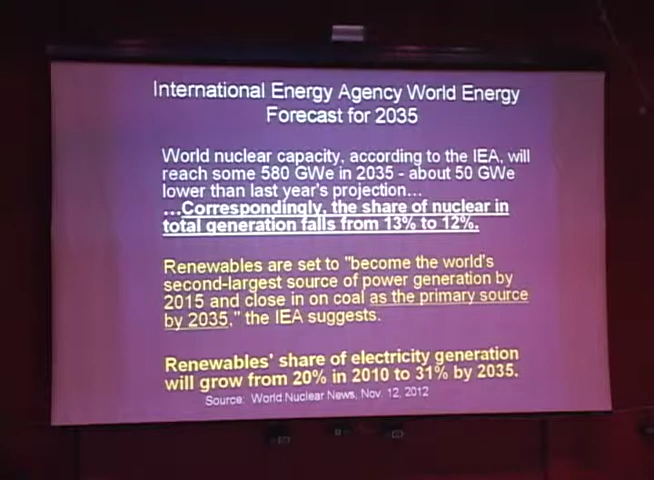 International Energy Agency World Energy
Forecast for 2035
World nuclear capacity, according to the IEA, will
reach some 580 GWe in 2035 - about 50 GWe
lower than last year's projection...
...Correspondingly, the share of nuclear in
total generation falls from 13% to 12%.
Renewables are set to "become the world's
second-largest source of power generation by
2015 and close in on coal as the primary source
by 2035," the IEA suggests.
Renewables' share of electricity generation
will grow from 20% in 2010 to 31% by 2035.
Source: World Nuclear News, Nov. 12, 2012